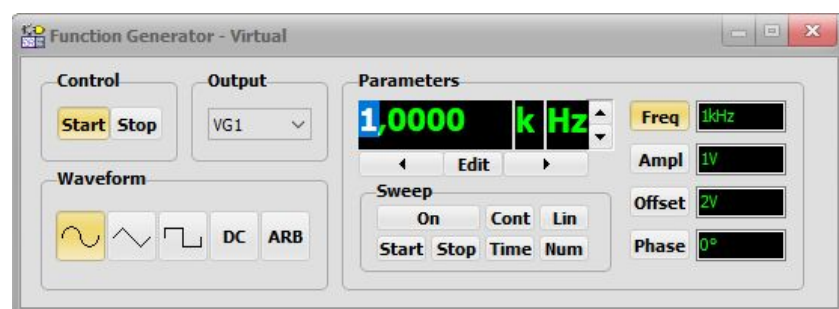 Function Generator - Virtual
Control
Start Stop
Output
VG1
Waveform
DC ARB
Parameters
1,0000 k Hz
Edit
Sweep
On Cont Lin
Start Stop Time Num
Freq 1kHz
Ampl 1V
Offset 2V
Phase 0°